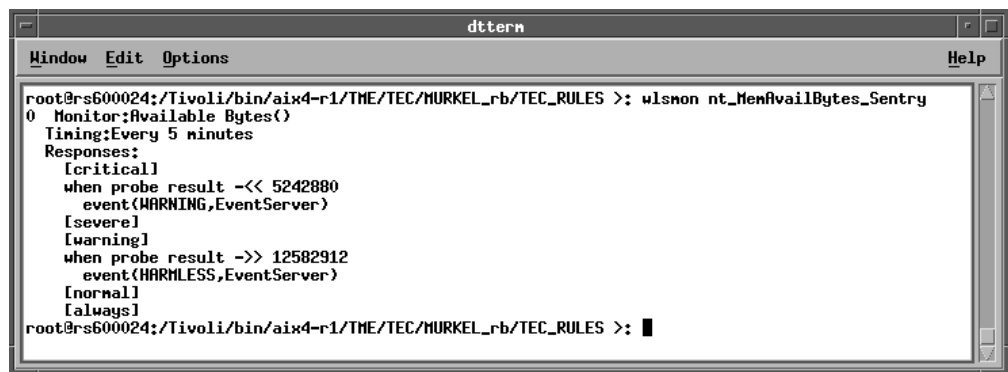 dtterm
Window Edit Options Help
root@rs600024:/Tivoli/bin/aix4-r1/TME/TEC/MURKEL_rb/TEC_RULES >: wlsmon nt_MemAvailBytes_Sentry
0  Monitor:Available Bytes()
  Timing:Every 5 minutes
  Responses:
    [critical]
    when probe result -<< 5242880
      event(WARNING,EventServer)
    [severe]
    [warning]
    when probe result ->> 12582912
      event(HARMLESS,EventServer)
    [normal]
    [always]
root@rs600024:/Tivoli/bin/aix4-r1/TME/TEC/MURKEL_rb/TEC_RULES >: